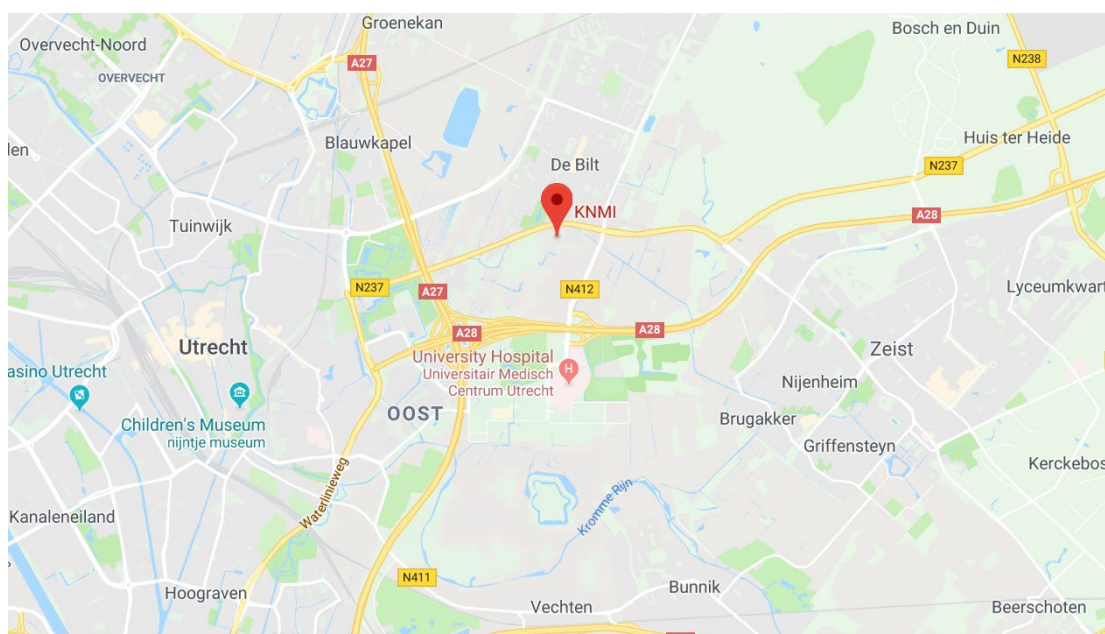 Groenekan
Bosch en Duin
Overvecht-Noord
OVERVECHT
A27
N238
Blauwkapel
Huis ter Heide
len
De Bilt
N237
KNMI
Tuinwijk
A28
N237
A27
N412
Lyceumkwart
A28
A28
Utrecht
University Hospital
Universitair Medisch
Centrum Utrecht
H
Zeist
asino Utrecht
Nijenheim
Children's Museum
nijntje museum
OOST
Brugakker
Griffensteyn
Waterlinieweg
Kromme Rijn
Kerckebos
Kanaleneiland
N411
Bunnik
Hoograven
Vechten
Beerschoten